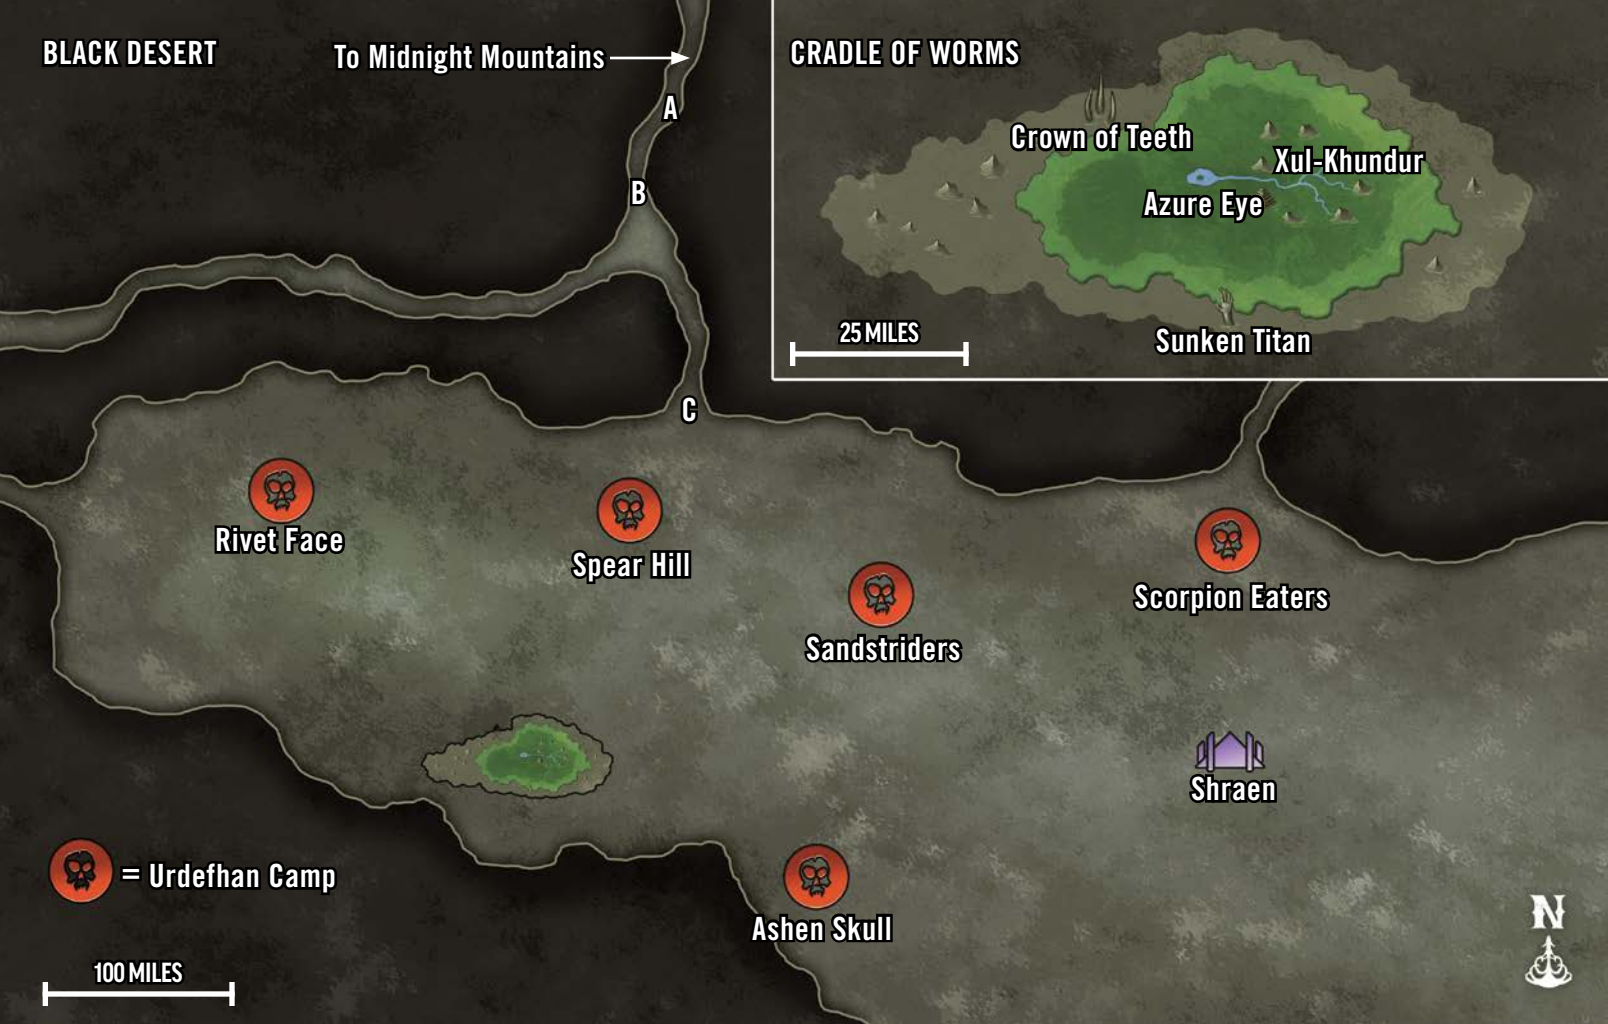 BLACK DESERT
To Midnight Mountains
A
B
C
CRADLE OF WORMS
Crown of Teeth
Xul-Khundur
Azure Eye
Sunken Titan
25 MILES
Rivet Face
Spear Hill
Sandstriders
Scorpion Eaters
Shraen
Ashen Skull
= Urdefhan Camp
100 MILES
N